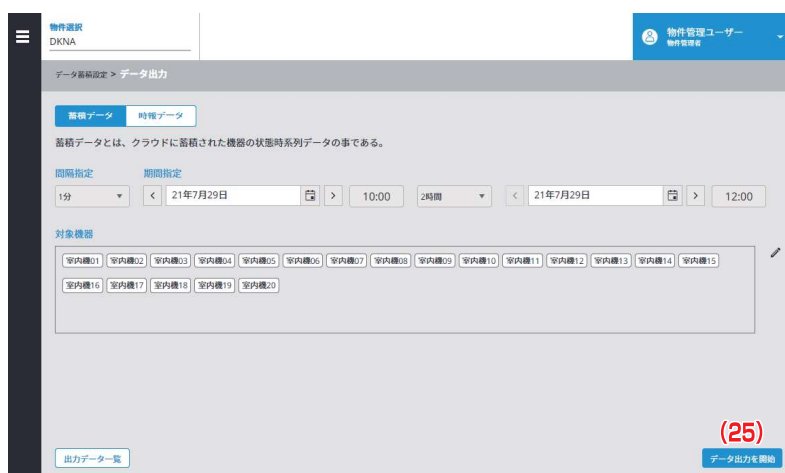 物件選択
DKNA
物件管理ユーザー
物件管理者
データ蓄積設定 > データ出力
蓄積データ 時報データ
蓄積データとは、クラウドに蓄積された機器の状態時系列データの事である。
間隔指定 期間指定
1分 21年7月29日 10:00 2時間 21年7月29日 12:00
対象機器
室内機01 室内機02 室内機03 室内機04 室内機05 室内機06 室内機07 室内機08 室内機09 室内機10 室内機11 室内機12 室内機13 室内機14 室内機15
室内機16 室内機17 室内機18 室内機19 室内機20
(25)
出力データ一覧 データ出力を開始